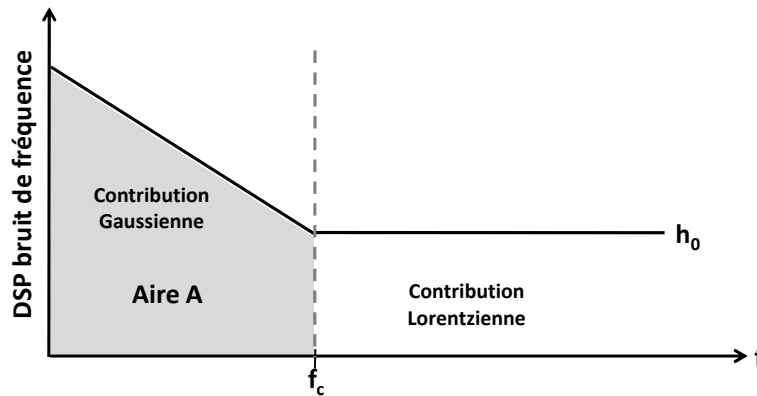 DSP bruit de fréquence
Contribution
Gaussienne
Aire A
h0
Contribution
Lorentzienne
fc
f